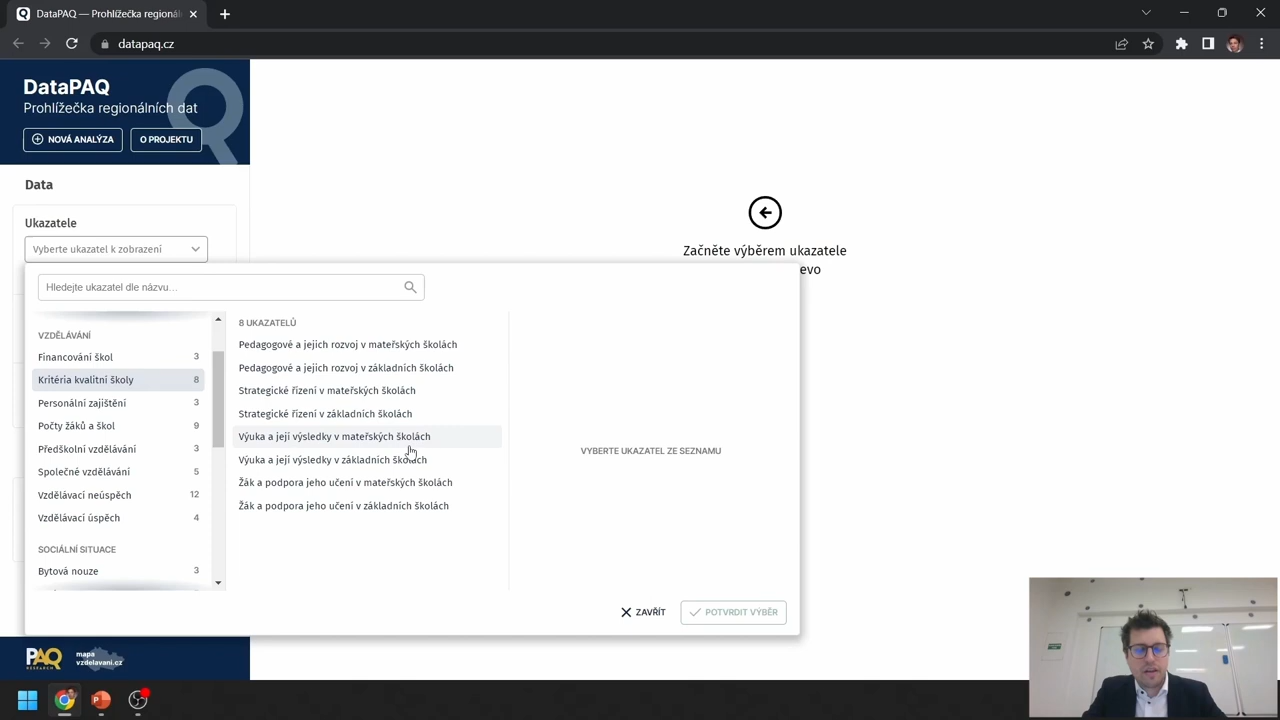 DataPAQ — Prohlížečka regionáln
datapaq.cz
DataPAQ
Prohlížečka regionálních dat
NOVÁ ANALÝZA
O PROJEKTU
Data
Ukazatele
Vyberte ukazatel k zobrazení
Začněte výběrem ukazatele
evo
Hledejte ukazatel dle názvu...
VZDĚLÁVÁNÍ
Financování škol 3
Kritéria kvalitní školy 8
Personální zajištění 3
Počty žáků a škol 9
Předškolní vzdělávání 3
Společné vzdělávání 5
Vzdělávací neúspěch 12
Vzdělávací úspěch 4
SOCIÁLNÍ SITUACE
Bytová nouze 3
8 UKAZATELŮ
Pedagogové a jejich rozvoj v mateřských školách
Pedagogové a jejich rozvoj v základních školách
Strategické řízení v mateřských školách
Strategické řízení v základních školách
Výuka a její výsledky v mateřských školách
Výuka a její výsledky v základních školách
Žák a podpora jeho učení v mateřských školách
Žák a podpora jeho učení v základních školách
VYBERTE UKAZATEL ZE SEZNAMU
ZAVŘÍT
POTVRDIT VÝBĚR
PAQ
RESEARCH
mapa
vzdelavani.cz